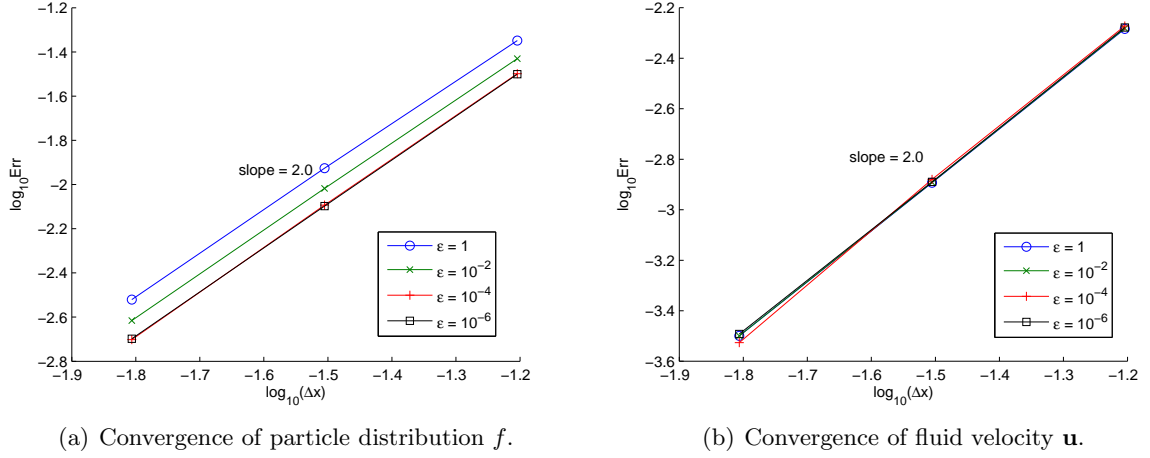 −1.2
−1.4
−1.6
−1.8
−2
−2.2
−2.4
−2.6
−2.8
log₁₀Err
slope = 2.0
ε = 1
ε = 10⁻²
ε = 10⁻⁴
ε = 10⁻⁶
−1.9 −1.8 −1.7 −1.6 −1.5 −1.4 −1.3 −1.2
log₁₀(Δx)
(a) Convergence of particle distribution f.
−2.2
−2.4
−2.6
−2.8
−3
−3.2
−3.4
−3.6
log₁₀Err
slope = 2.0
ε = 1
ε = 10⁻²
ε = 10⁻⁴
ε = 10⁻⁶
−1.9 −1.8 −1.7 −1.6 −1.5 −1.4 −1.3 −1.2
log₁₀(Δx)
(b) Convergence of fluid velocity u.